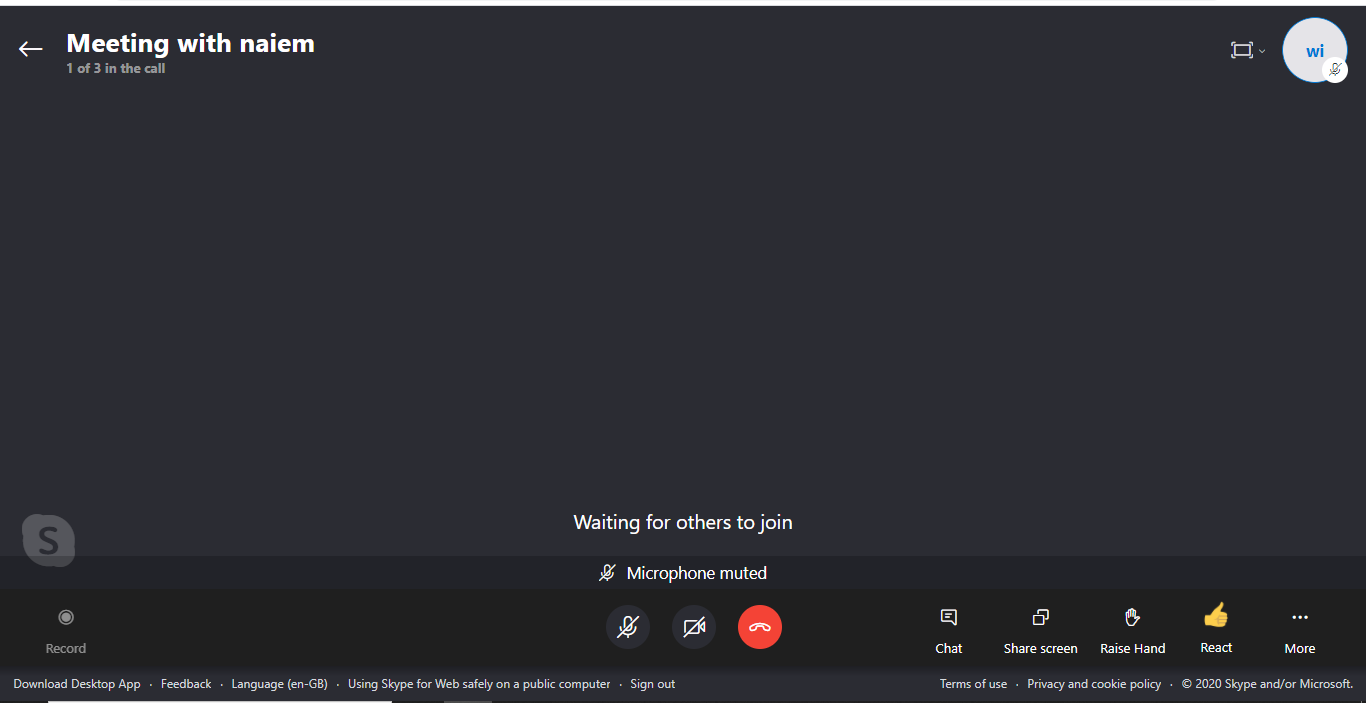 Meeting with naiem
1 of 3 in the call
wi
Waiting for others to join
S
Microphone muted
Record
Chat
Share screen
Raise Hand
React
More
Download Desktop App · Feedback · Language (en-GB) · Using Skype for Web safely on a public computer · Sign out
Terms of use · Privacy and cookie policy · © 2020 Skype and/or Microsoft.